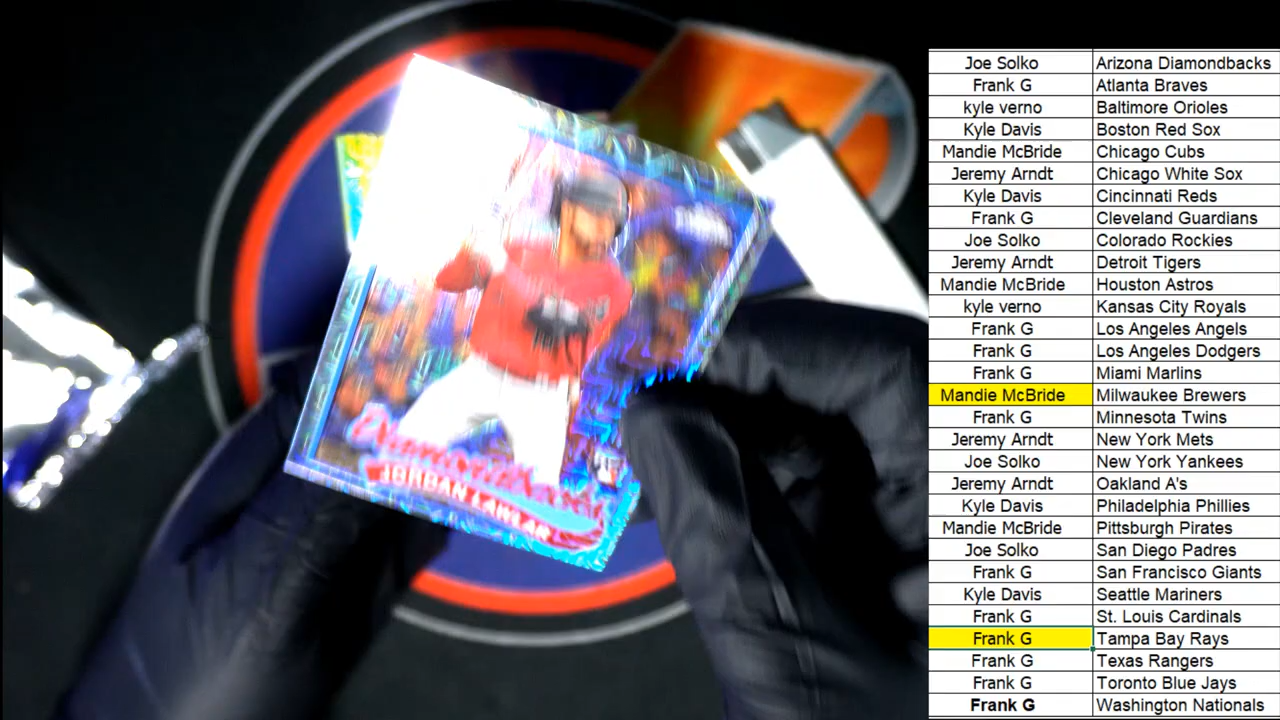 Diamondbacks
JORDAN LAWLAR
RC
Joe Solko Arizona Diamondbacks
Frank G Atlanta Braves
kyle verno Baltimore Orioles
Kyle Davis Boston Red Sox
Mandie McBride Chicago Cubs
Jeremy Arndt Chicago White Sox
Kyle Davis Cincinnati Reds
Frank G Cleveland Guardians
Joe Solko Colorado Rockies
Jeremy Arndt Detroit Tigers
Mandie McBride Houston Astros
kyle verno Kansas City Royals
Frank G Los Angeles Angels
Frank G Los Angeles Dodgers
Frank G Miami Marlins
Mandie McBride Milwaukee Brewers
Frank G Minnesota Twins
Jeremy Arndt New York Mets
Joe Solko New York Yankees
Jeremy Arndt Oakland A's
Kyle Davis Philadelphia Phillies
Mandie McBride Pittsburgh Pirates
Joe Solko San Diego Padres
Frank G San Francisco Giants
Kyle Davis Seattle Mariners
Frank G St. Louis Cardinals
Frank G Tampa Bay Rays
Frank G Texas Rangers
Frank G Toronto Blue Jays
Frank G Washington Nationals